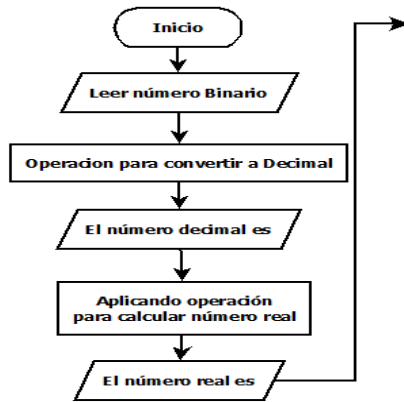 Inicio
Leer número Binario
Operacion para convertir a Decimal
El número decimal es
Aplicando operación
para calcular número real
El número real es